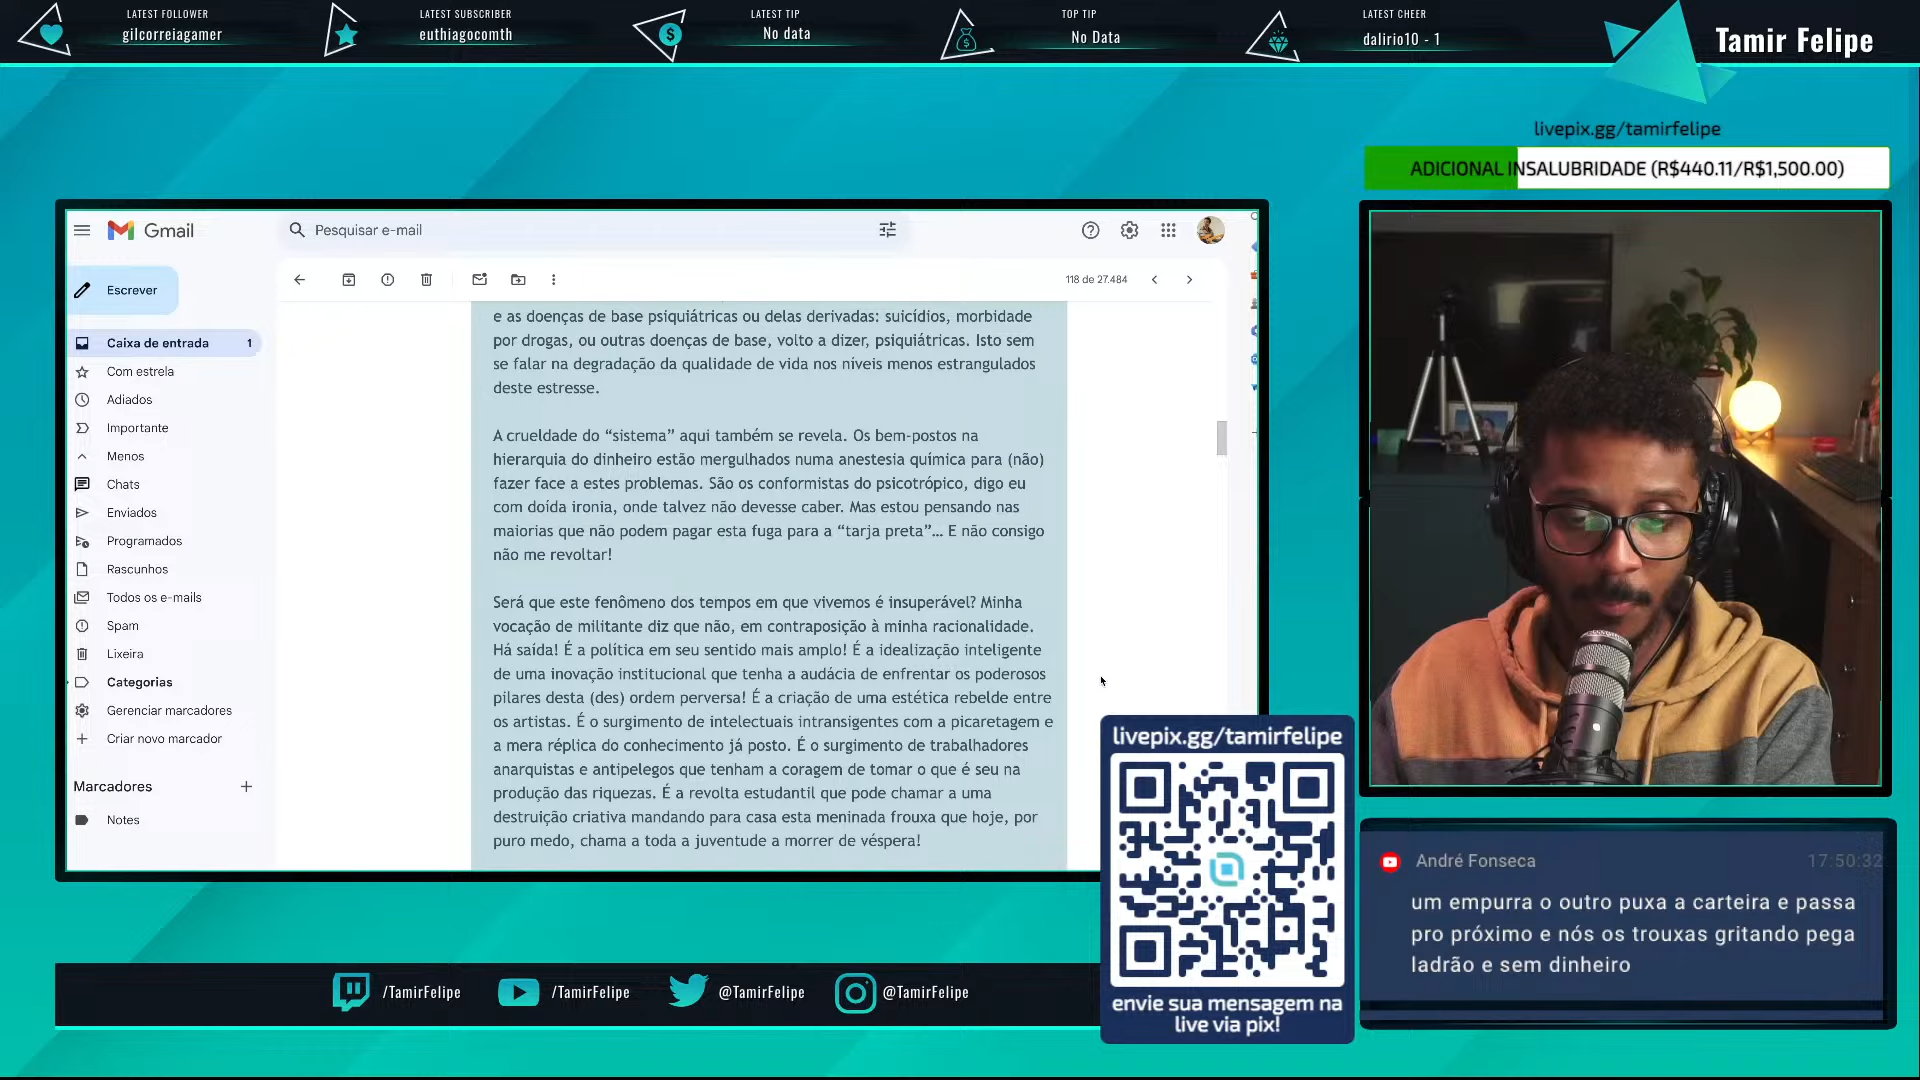 LATEST FOLLOWER
gilcorreiagamer
LATEST SUBSCRIBER
euthiagocomth
LATEST TIP
No data
TOP TIP
No Data
LATEST CHEER
dalirio10 - 1
Tamir Felipe
livepix.gg/tamirfelipe
ADICIONAL INSALUBRIDADE (R$440.11/R$1,500.00)
Gmail
Pesquisar e-mail
Escrever
118 de 27.484
Caixa de entrada 1
Com estrela
Adiados
Importante
Menos
Chats
Enviados
Programados
Rascunhos
Todos os e-mails
Spam
Lixeira
Categorias
Gerenciar marcadores
Criar novo marcador
Marcadores
Notes
e as doenças de base psiquiátricas ou delas derivadas: suicídios, morbidade
por drogas, ou outras doenças de base, volto a dizer, psiquiátricas. Isto sem
se falar na degradação da qualidade de vida nos níveis menos estrangulados
deste estresse.
A crueldade do “sistema” aqui também se revela. Os bem-postos na
hierarquia do dinheiro estão mergulhados numa anestesia química para (não)
fazer face a estes problemas. São os conformistas do psicotrópico, digo eu
com doída ironia, onde talvez não devesse caber. Mas estou pensando nas
maiorias que não podem pagar esta fuga para a “tarja preta”... E não consigo
não me revoltar!
Será que este fenômeno dos tempos em que vivemos é insuperável? Minha
vocação de militante diz que não, em contraposição à minha racionalidade.
Há saída! É a política em seu sentido mais amplo! É a idealização inteligente
de uma inovação institucional que tenha a audácia de enfrentar os poderosos
pilares desta (des) ordem perversa! É a criação de uma estética rebelde entre
os artistas. É o surgimento de intelectuais intransigentes com a picaretagem e
a mera réplica do conhecimento já posto. É o surgimento de trabalhadores
anarquistas e antipelegos que tenham a coragem de tomar o que é seu na
produção das riquezas. É a revolta estudantil que pode chamar a uma
destruição criativa mandando para casa esta meninada frouxa que hoje, por
puro medo, chama a toda a juventude a morrer de véspera!
livepix.gg/tamirfelipe
envie sua mensagem na
live via pix!
André Fonseca 17:50:32
um empurra o outro puxa a carteira e passa
pro próximo e nós os trouxas gritando pega
ladrão e sem dinheiro
/TamirFelipe
/TamirFelipe
@TamirFelipe
@TamirFelipe